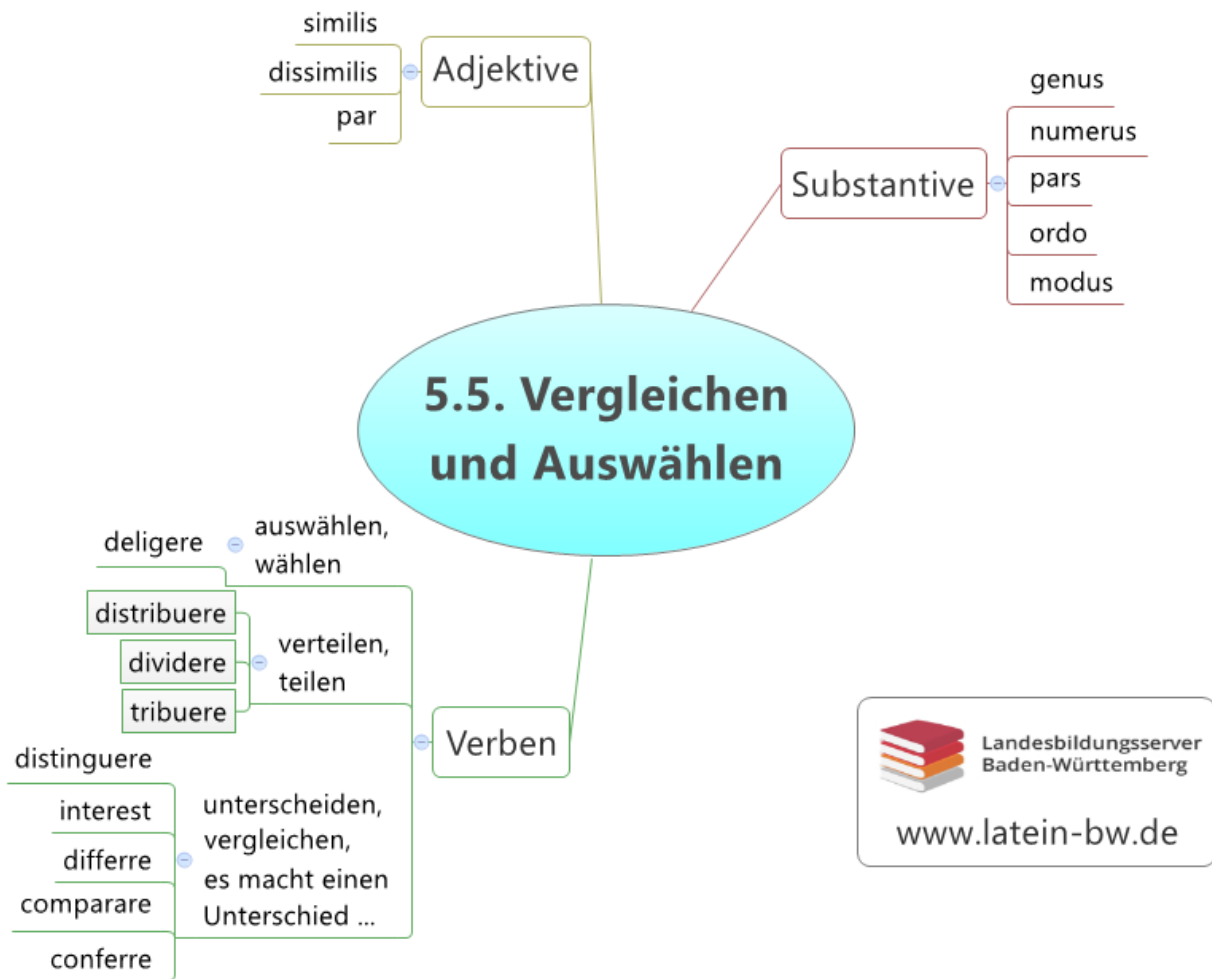 similis
dissimilis
par
Adjektive
genus
numerus
pars
ordo
modus
Substantive
5.5. Vergleichen
und Auswählen
deligere
auswählen,
wählen
distribuere
dividere
tribuere
verteilen,
teilen
Verben
distinguere
interest
differre
comparare
conferre
unterscheiden,
vergleichen,
es macht einen
Unterschied ...
Landesbildungsserver
Baden-Württemberg
www.latein-bw.de